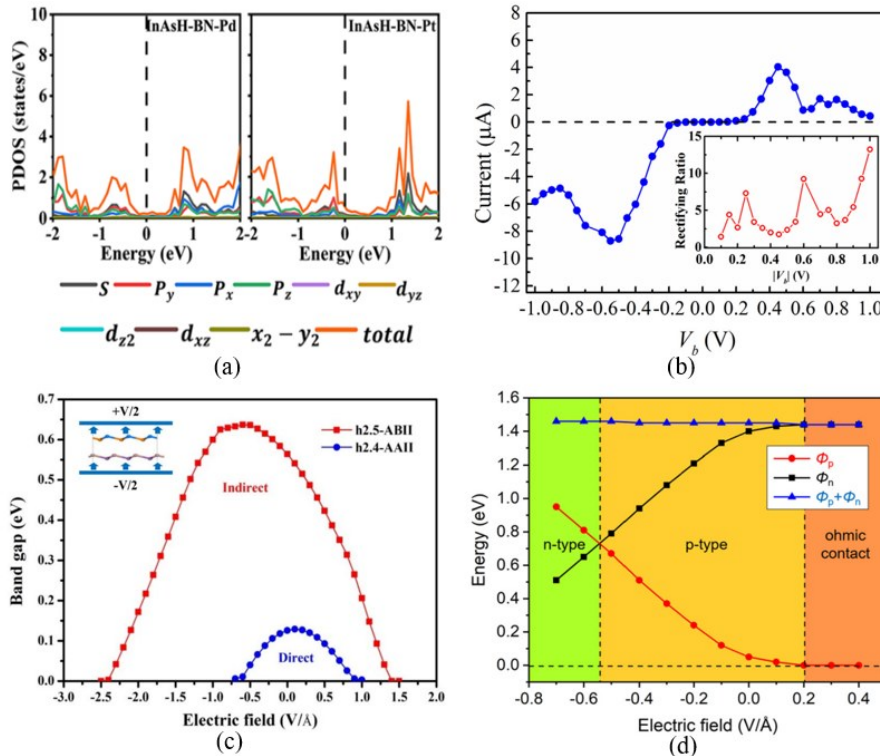 InAsH-BN-Pd
InAsH-BN-Pt
PDOS (states/eV)
10
8
6
4
2
0
-2 -1 0 1 2
-2 -1 0 1 2
Energy (eV)
Energy (eV)
S P_y P_x P_z d_xy d_yz
d_z2 d_xz x_2 − y_2 total
(a)
Current (μA)
8
6
4
2
0
-2
-4
-6
-8
-10
-12
-14
-1.0 -0.8 -0.6 -0.4 -0.2 0.0 0.2 0.4 0.6 0.8 1.0
V_b (V)
Rectifying Ratio
15
10
5
0
0.0 0.2 0.4 0.6 0.8 1.0
|V_b| (V)
(b)
Band gap (eV)
0.7
0.6
0.5
0.4
0.3
0.2
0.1
0.0
-3.0 -2.5 -2.0 -1.5 -1.0 -0.5 0.0 0.5 1.0 1.5 2.0
Electric field (V/Å)
+V/2
-V/2
h2.5-ABII
h2.4-AAII
Indirect
Direct
(c)
Energy (eV)
1.6
1.4
1.2
1.0
0.8
0.6
0.4
0.2
0.0
-0.8 -0.6 -0.4 -0.2 0.0 0.2 0.4
Electric field (V/Å)
Φ_p
Φ_n
Φ_p+Φ_n
n-type
p-type
ohmic
contact
(d)